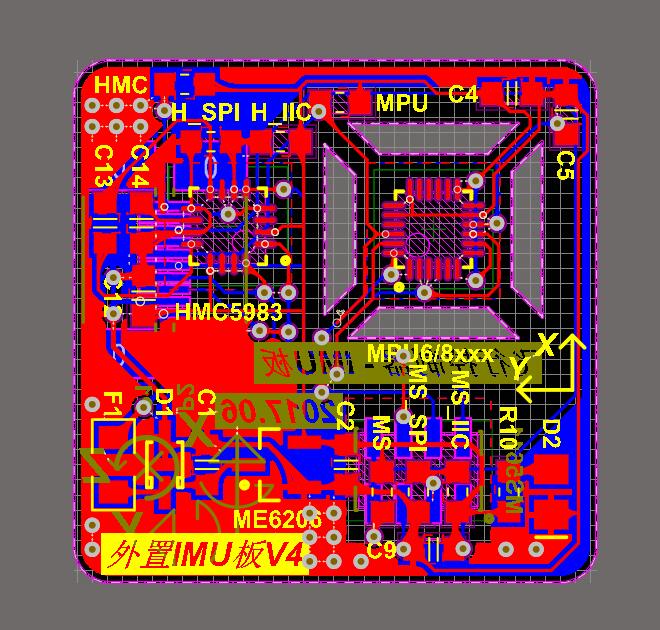 HMC
H_SPI H_IIC
MPU
C4
C5
C13
C14
C12
HMC5983
MPU6/8xxx
X
Y
IMU板
2017.06
F1
D1
C1
C2
MS
MS_SPI
MS_IIC
R10
D2
ME6206
C9
外置IMU板V4